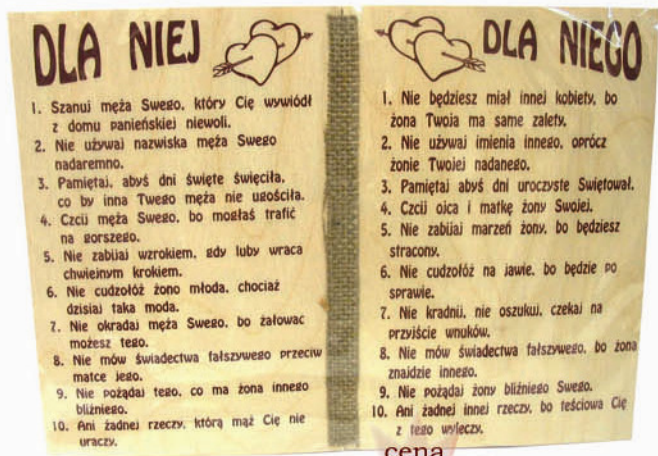 DLA NIEJ
1. Szanuj męża Swego, który Cię wywiódł
z domu panieńskiej niewoli.
2. Nie używaj nazwiska męża Swego
nadaremno.
3. Pamiętaj, abyś dni święte święciła,
co by inna Twego męża nie ugościła.
4. Czcij męża Swego, bo mogłaś trafić
na gorszego.
5. Nie zabijaj wzrokiem, gdy luby wraca
chwiejnym krokiem.
6. Nie cudzołóż żono młoda, chociaż
dzisiaj taka moda.
7. Nie okradaj męża Swego, bo żałować
możesz tego.
8. Nie mów świadectwa fałszywego przeciw
matce jego.
9. Nie pożądaj tego, co ma żona innego
bliźniego.
10. Ani żadnej rzeczy, którą mąż Cię nie
uraczy.
DLA NIEGO
1. Nie będziesz miał innej kobiety, bo
żona Twoja ma same zalety.
2. Nie używaj imienia innego, oprócz
żonie Twojej nadanego.
3. Pamiętaj abyś dni uroczyste Świętował.
4. Czcij ojca i matkę żony Swojej.
5. Nie zabijaj marzeń żony, bo będziesz
stracony.
6. Nie cudzołóż na jawie, bo będzie po
sprawie.
7. Nie kradnij, nie oszukuj, czekaj na
przyjście wnuków.
8. Nie mów świadectwa fałszywego, bo żona
znajdzie innego.
9. Nie pożądaj żony bliźniego Swego.
10. Ani żadnej innej rzeczy, bo teściowa Cię
z tego wyleczy.
cena